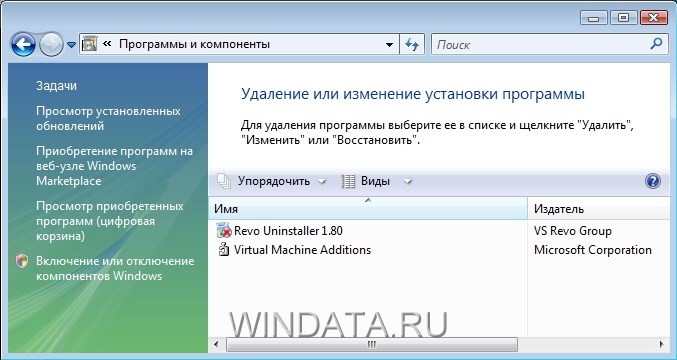 « Программы и компоненты
Поиск
Задачи
Просмотр установленных
обновлений
Приобретение программ на
веб-узле Windows
Marketplace
Просмотр приобретенных
программ (цифровая
корзина)
Включение или отключение
компонентов Windows
Удаление или изменение установки программы
Для удаления программы выберите ее в списке и щелкните "Удалить",
"Изменить" или "Восстановить".
Упорядочить
Виды
?
Имя
Издатель
Revo Uninstaller 1.80
VS Revo Group
Virtual Machine Additions
Microsoft Corporation
WINDATA.RU